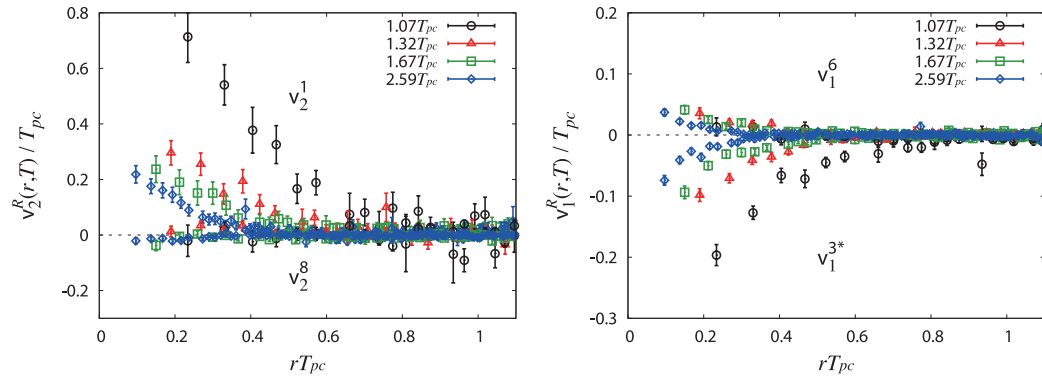 1.07T_pc
1.32T_pc
1.67T_pc
2.59T_pc
0.8
0.6
0.4
0.2
0
-0.2
v_2^1
v_2^8
v_2^R(r,T) / T_pc
0
0.2
0.4
0.6
0.8
1
rT_pc
1.07T_pc
1.32T_pc
1.67T_pc
2.59T_pc
0.2
0.1
0
-0.1
-0.2
-0.3
v_1^6
v_1^{3*}
v_1^R(r,T) / T_pc
0
0.2
0.4
0.6
0.8
1
rT_pc